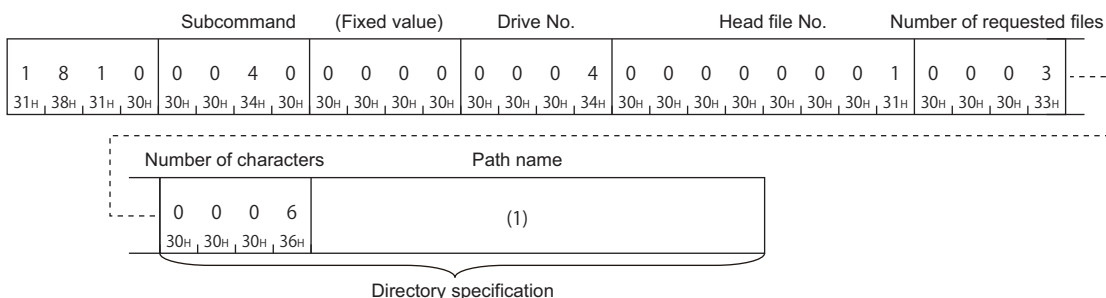 Subcommand (Fixed value) Drive No. Head file No. Number of requested files
1 8 1 0 0 0 4 0 0 0 0 0 0 0 0 4 0 0 0 0 0 0 0 1 0 0 0 3
31H 38H 31H 30H 30H 30H 34H 30H 30H 30H 30H 30H 30H 30H 30H 34H 30H 30H 30H 30H 30H 30H 30H 31H 30H 30H 30H 33H
Number of characters Path name
0 0 0 6 (1)
30H 30H 30H 36H
Directory specification